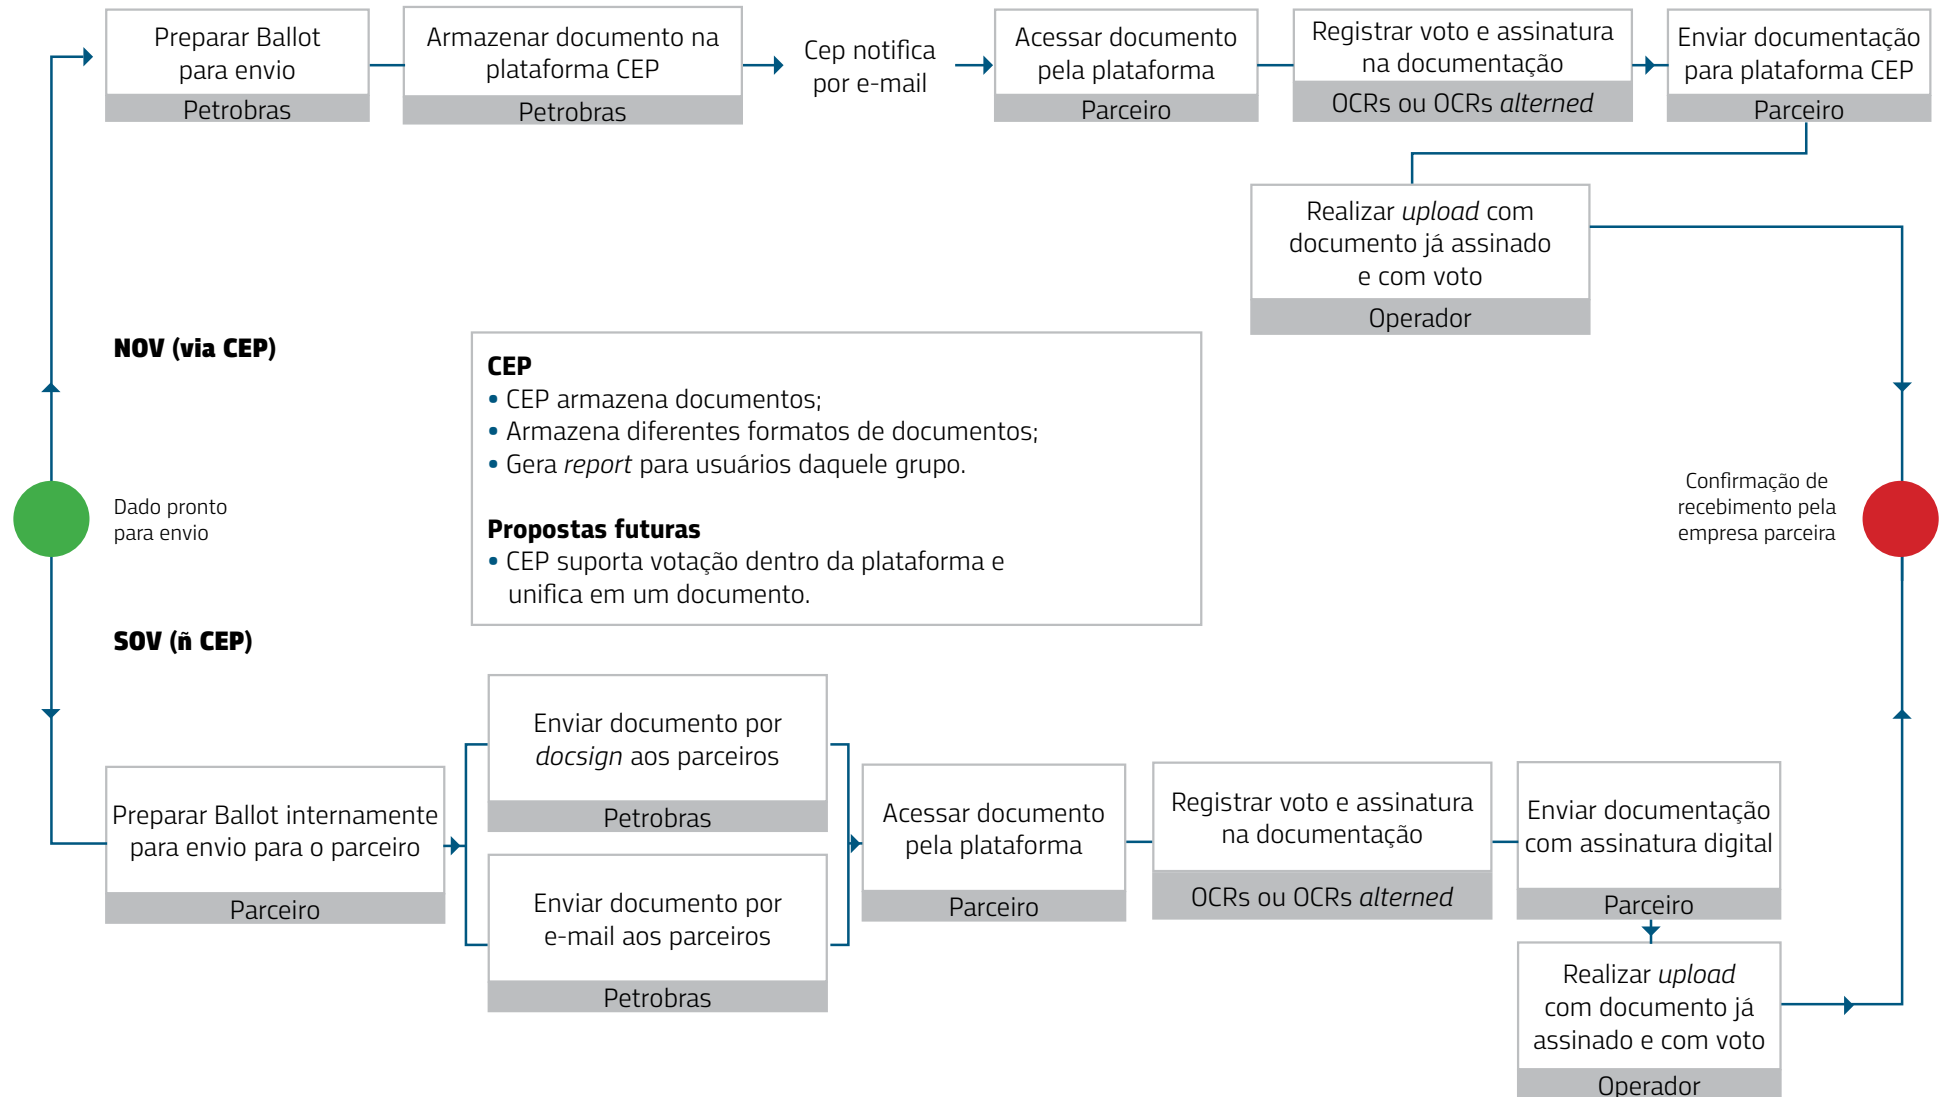 Preparar Ballot
para envio
Petrobras
Armazenar documento na
plataforma CEP
Petrobras
Cep notifica
por e-mail
Acessar documento
pela plataforma
Parceiro
Registrar voto e assinatura
na documentação
OCRs ou OCRs alterned
Enviar documentação
para plataforma CEP
Parceiro
Realizar upload com
documento já assinado
e com voto
Operador
NOV (via CEP)
CEP
• CEP armazena documentos;
• Armazena diferentes formatos de documentos;
• Gera report para usuários daquele grupo.
Propostas futuras
• CEP suporta votação dentro da plataforma e
unifica em um documento.
Dado pronto
para envio
Confirmação de
recebimento pela
empresa parceira
SOV (ñ CEP)
Preparar Ballot internamente
para envio para o parceiro
Parceiro
Enviar documento por
docsign aos parceiros
Petrobras
Enviar documento por
e-mail aos parceiros
Petrobras
Acessar documento
pela plataforma
Parceiro
Registrar voto e assinatura
na documentação
OCRs ou OCRs alterned
Enviar documentação
com assinatura digital
Parceiro
Realizar upload
com documento já
assinado e com voto
Operador